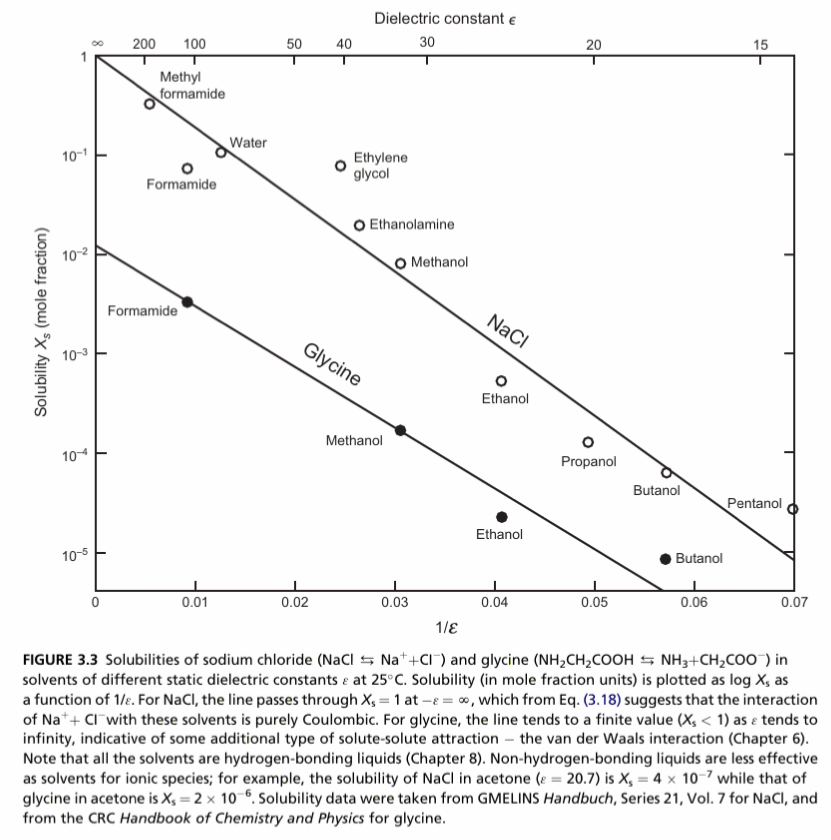 Dielectric constant ϵ
∞ 200 100 50 40 30 20 15
1
Methyl
formamide
Water
10⁻¹
Ethylene
glycol
Formamide
Ethanolamine
10⁻²
Methanol
Formamide
NaCl
10⁻³
Glycine
Ethanol
Methanol
10⁻⁴
Propanol
Butanol
Pentanol
Ethanol
10⁻⁵
Butanol
Solubility Xₛ (mole fraction)
0 0.01 0.02 0.03 0.04 0.05 0.06 0.07
1/ε
FIGURE 3.3 Solubilities of sodium chloride (NaCl ⇆ Na⁺+Cl⁻) and glycine (NH₂CH₂COOH ⇆ NH₃+CH₂COO⁻) in
solvents of different static dielectric constants ε at 25°C. Solubility (in mole fraction units) is plotted as log Xₛ as
a function of 1/ε. For NaCl, the line passes through Xₛ = 1 at −ε = ∞, which from Eq. (3.18) suggests that the interaction
of Na⁺+ Cl⁻with these solvents is purely Coulombic. For glycine, the line tends to a finite value (Xₛ < 1) as ε tends to
infinity, indicative of some additional type of solute-solute attraction − the van der Waals interaction (Chapter 6).
Note that all the solvents are hydrogen-bonding liquids (Chapter 8). Non-hydrogen-bonding liquids are less effective
as solvents for ionic species; for example, the solubility of NaCl in acetone (ε = 20.7) is Xₛ = 4 × 10⁻⁷ while that of
glycine in acetone is Xₛ = 2 × 10⁻⁶. Solubility data were taken from GMELINS Handbuch, Series 21, Vol. 7 for NaCl, and
from the CRC Handbook of Chemistry and Physics for glycine.